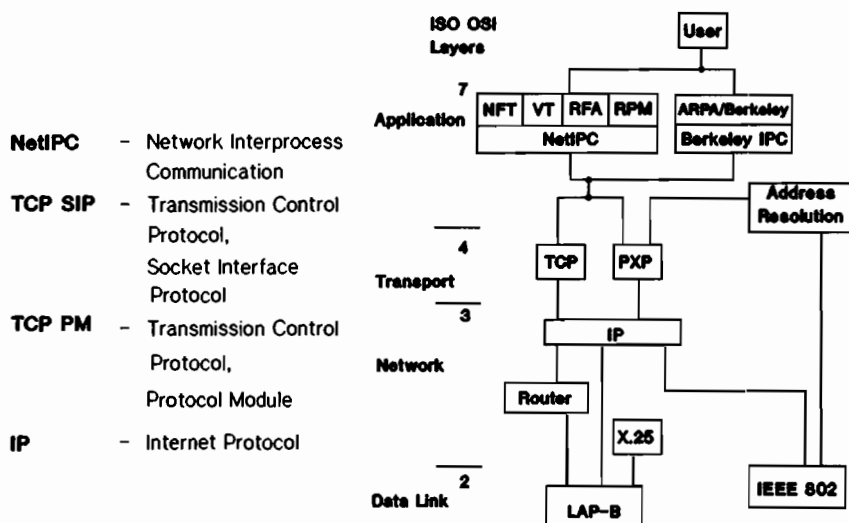 ISO OSI
Layers
User
7
Application
NFT VT RFA RPM
NetIPC
ARPA/Berkeley
Berkeley IPC
NetIPC - Network Interprocess
Communication
TCP SIP - Transmission Control
Protocol,
Socket Interface
Protocol
TCP PM - Transmission Control
Protocol,
Protocol Module
IP - Internet Protocol
Address
Resolution
4
Transport
TCP
PXP
3
IP
Network
Router
X.25
2
Data Link
LAP-B
IEEE 802